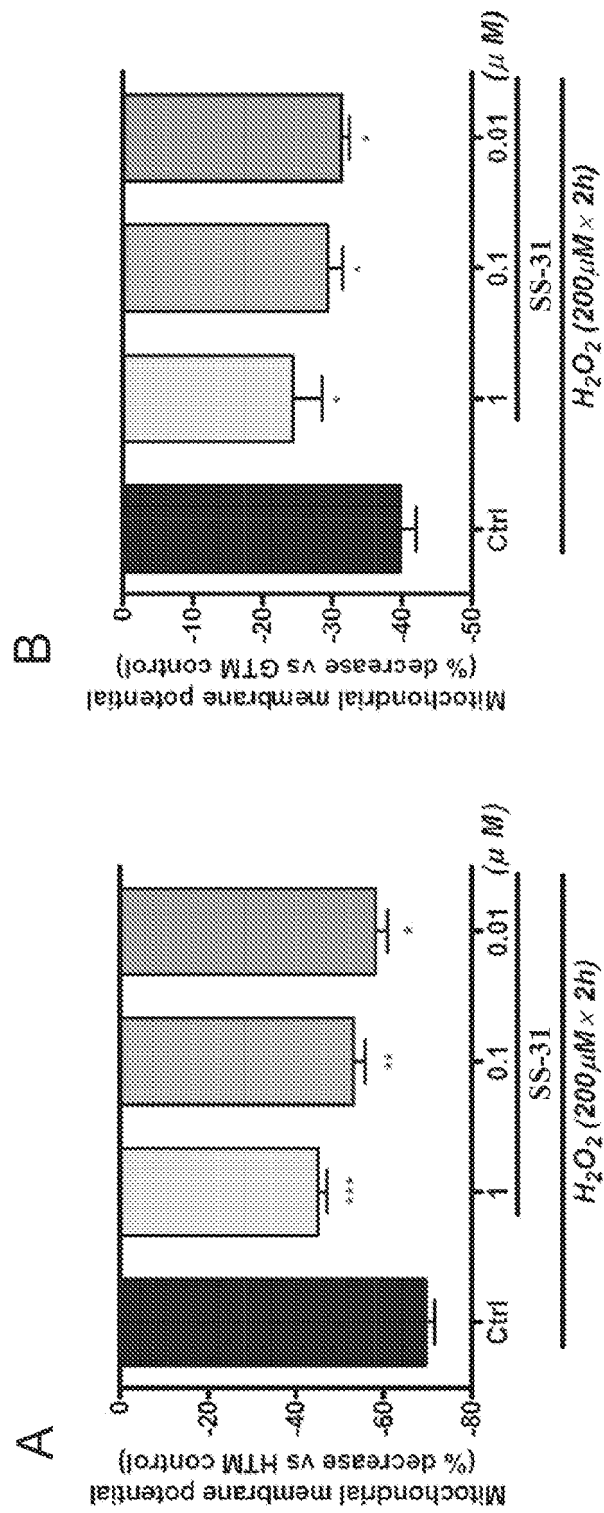 A
Mitochondrial membrane potential
(% decrease vs HTM control)
0
-20
-40
-60
-80
***
**
*
Ctrl 1 0.1 0.01 (μ M)
SS-31
H₂O₂ (200μM × 2h)
B
Mitochondrial membrane potential
(% decrease vs GTM control)
0
-10
-20
-30
-40
-50
*
*
*
Ctrl 1 0.1 0.01 (μ M)
SS-31
H₂O₂ (200μM × 2h)